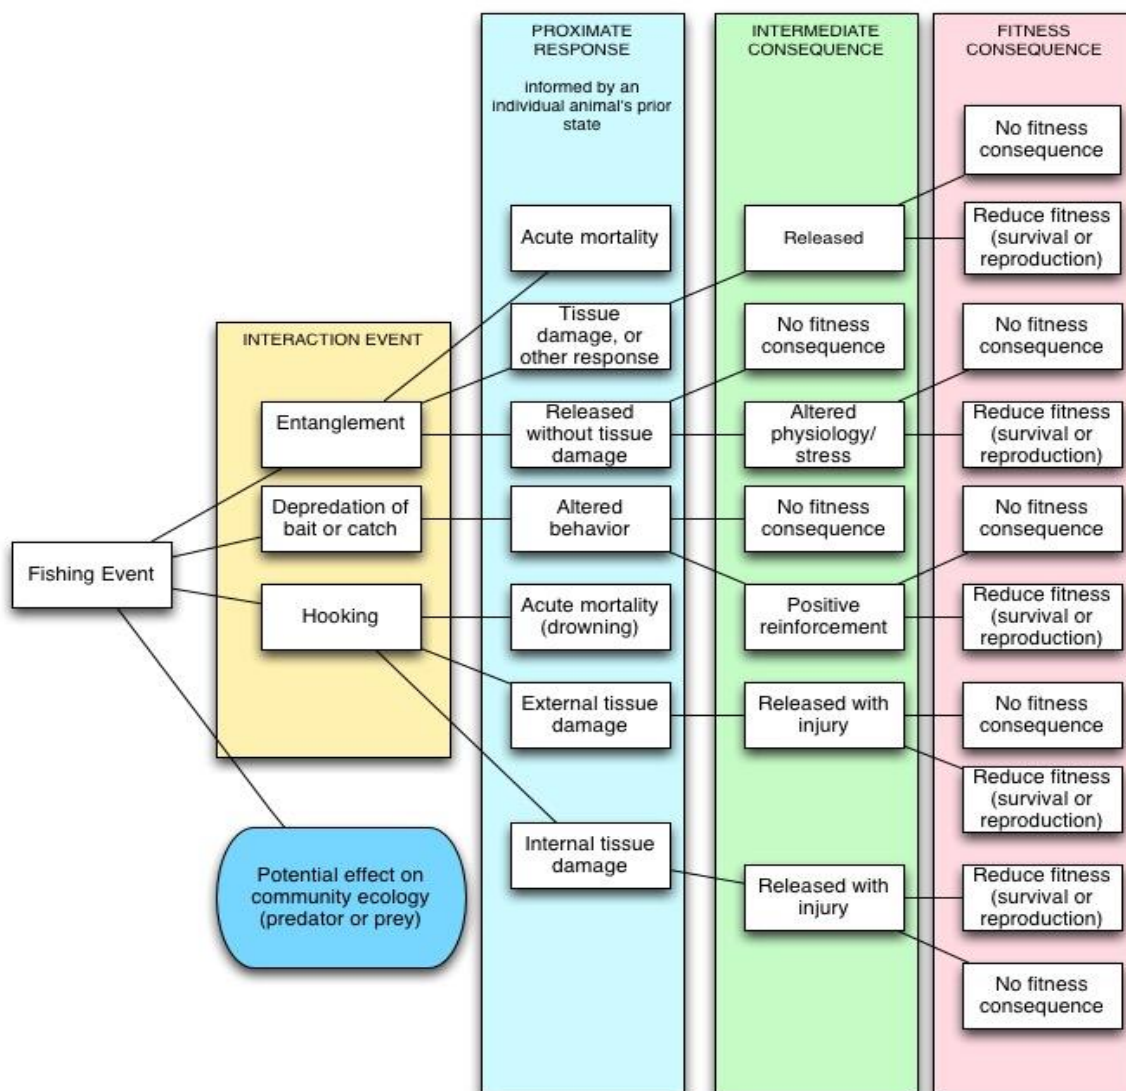 PROXIMATE
RESPONSE
informed by an
individual animal's prior
state
INTERMEDIATE
CONSEQUENCE
FITNESS
CONSEQUENCE
INTERACTION EVENT
Fishing Event
Entanglement
Depredation of
bait or catch
Hooking
Potential effect on
community ecology
(predator or prey)
Acute mortality
Tissue
damage, or
other response
Released
without tissue
damage
Altered
behavior
Acute mortality
(drowning)
External tissue
damage
Internal tissue
damage
Released
No fitness
consequence
Altered
physiology/
stress
No fitness
consequence
Positive
reinforcement
Released with
injury
Released with
injury
No fitness
consequence
Reduce fitness
(survival or
reproduction)
No fitness
consequence
Reduce fitness
(survival or
reproduction)
No fitness
consequence
Reduce fitness
(survival or
reproduction)
No fitness
consequence
Reduce fitness
(survival or
reproduction)
Reduce fitness
(survival or
reproduction)
No fitness
consequence